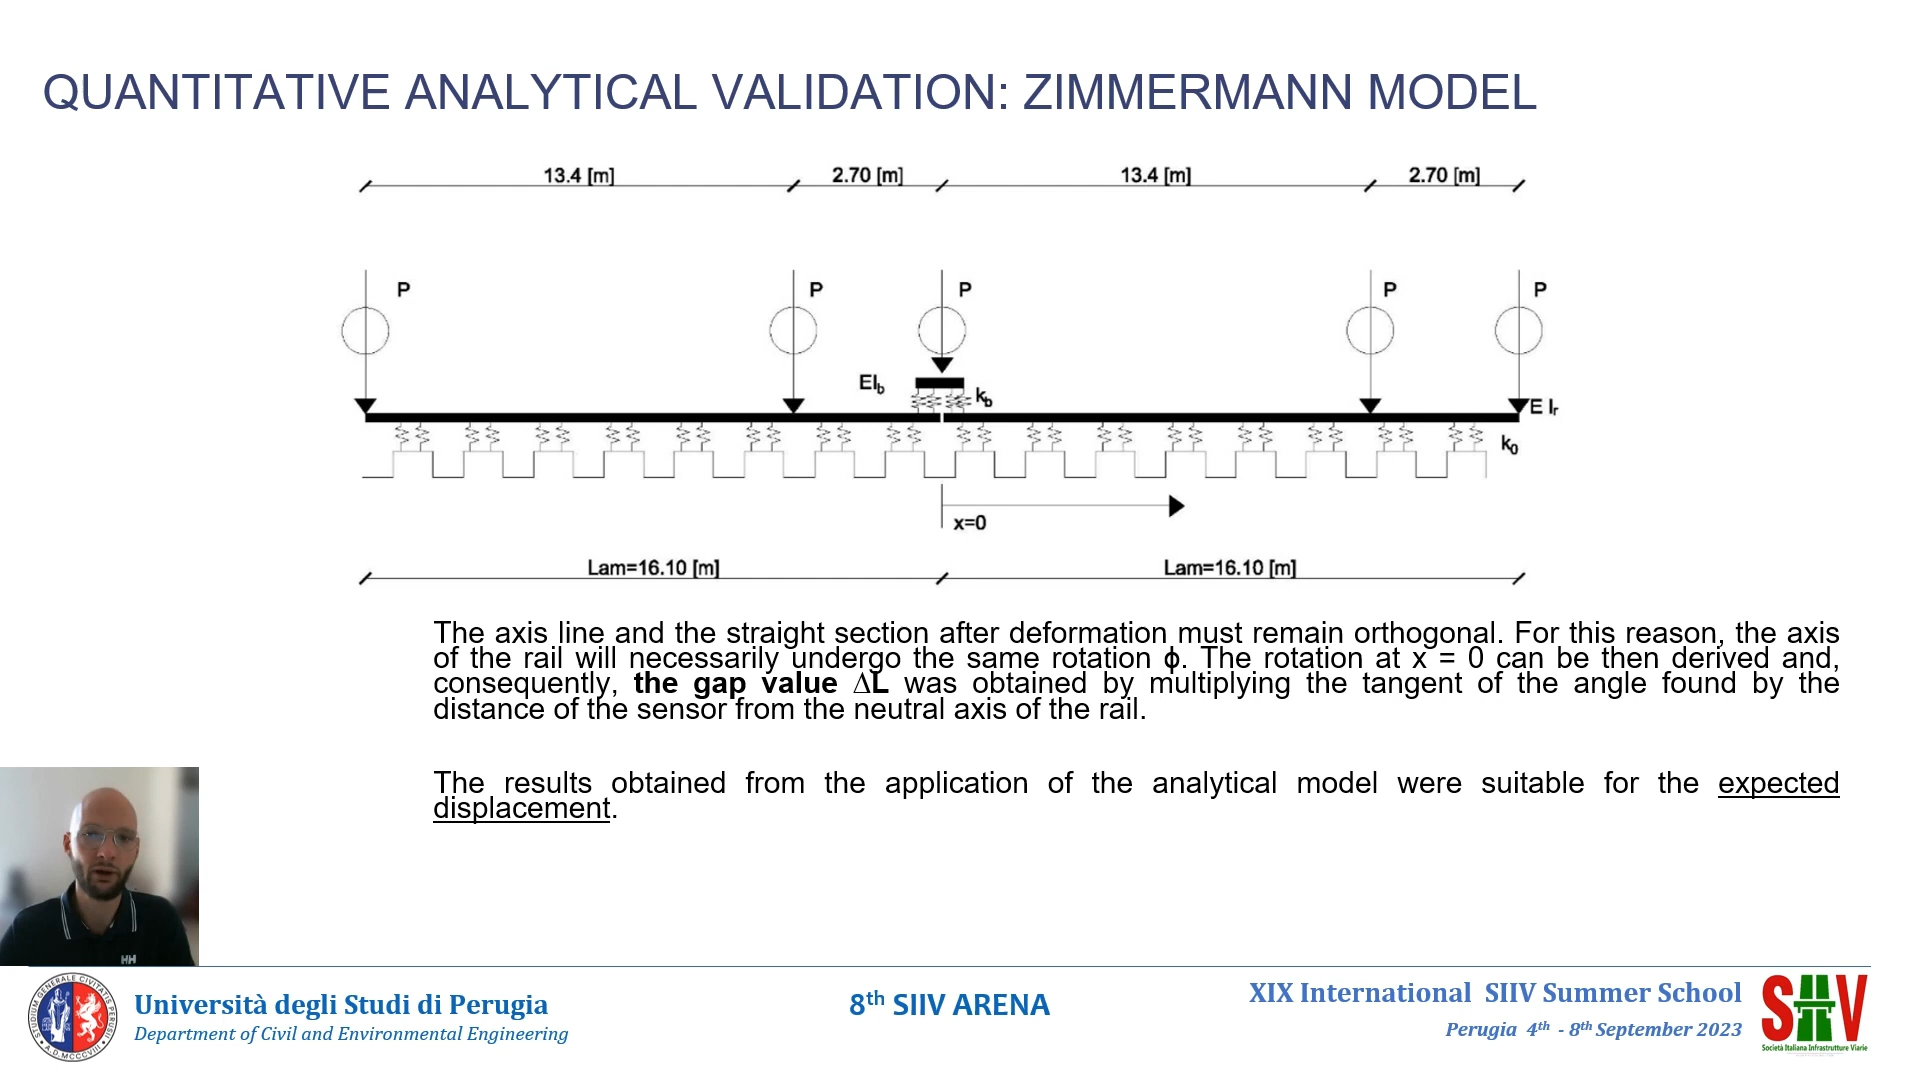 QUANTITATIVE ANALYTICAL VALIDATION: ZIMMERMANN MODEL
13.4 [m] 2.70 [m] 13.4 [m] 2.70 [m]
P P P P P
EIb kb E Ir
k0
x=0
Lam=16.10 [m] Lam=16.10 [m]
The axis line and the straight section after deformation must remain orthogonal. For this reason, the axis
of the rail will necessarily undergo the same rotation ϕ. The rotation at x = 0 can be then derived and,
consequently, the gap value ∆L was obtained by multiplying the tangent of the angle found by the
distance of the sensor from the neutral axis of the rail.
The results obtained from the application of the analytical model were suitable for the expected
displacement.
HH
Università degli Studi di Perugia
Department of Civil and Environmental Engineering
8th SIIV ARENA
XIX International SIIV Summer School
Perugia 4th - 8th September 2023
SIIV
Società Italiana Infrastrutture Viarie